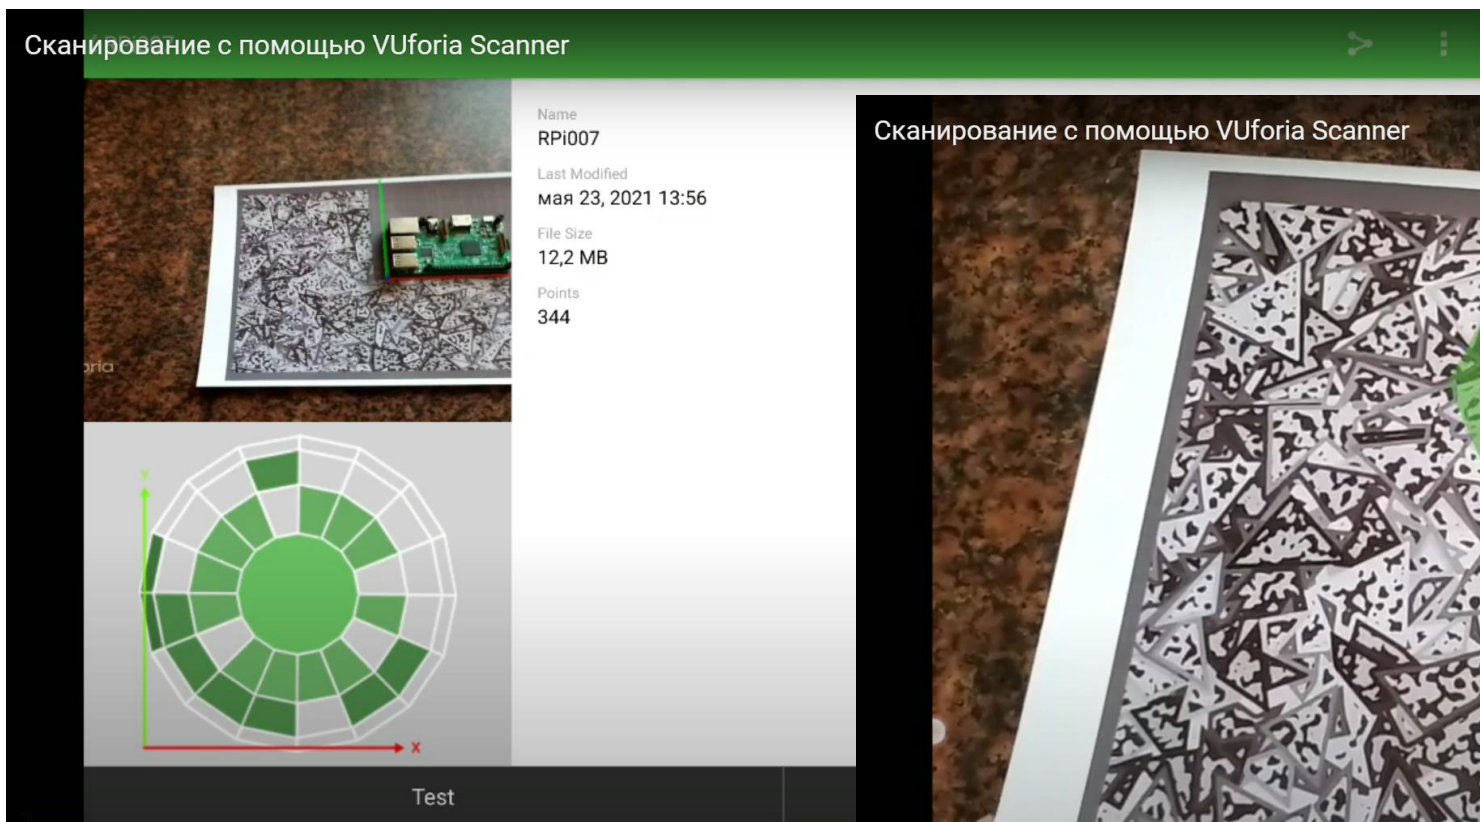 Сканирование с помощью VUforia Scanner
Name
RPi007
Last Modified
мая 23, 2021 13:56
File Size
12,2 MB
Points
344
oria
Y
X
Test
Сканирование с помощью VUforia Scanner